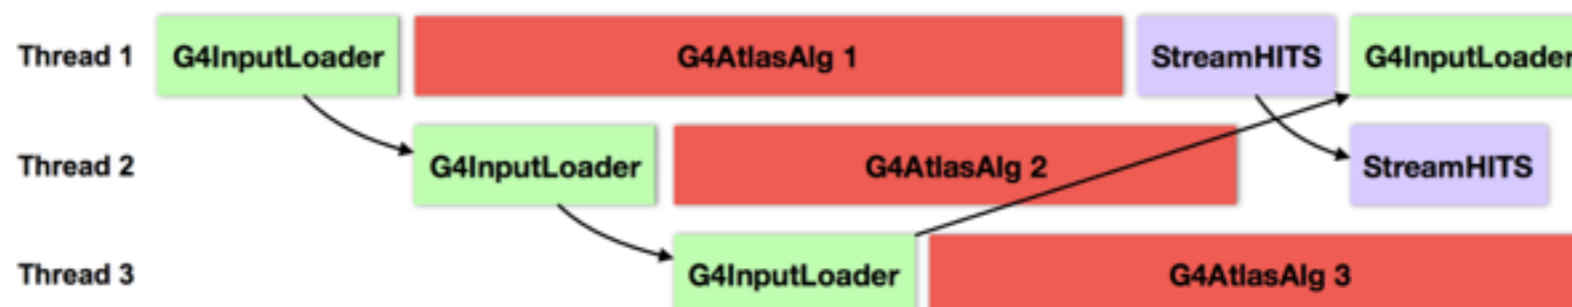 Thread 1 G4InputLoader G4AtlasAlg 1 StreamHITS G4InputLoader
Thread 2 G4InputLoader G4AtlasAlg 2 StreamHITS
Thread 3 G4InputLoader G4AtlasAlg 3